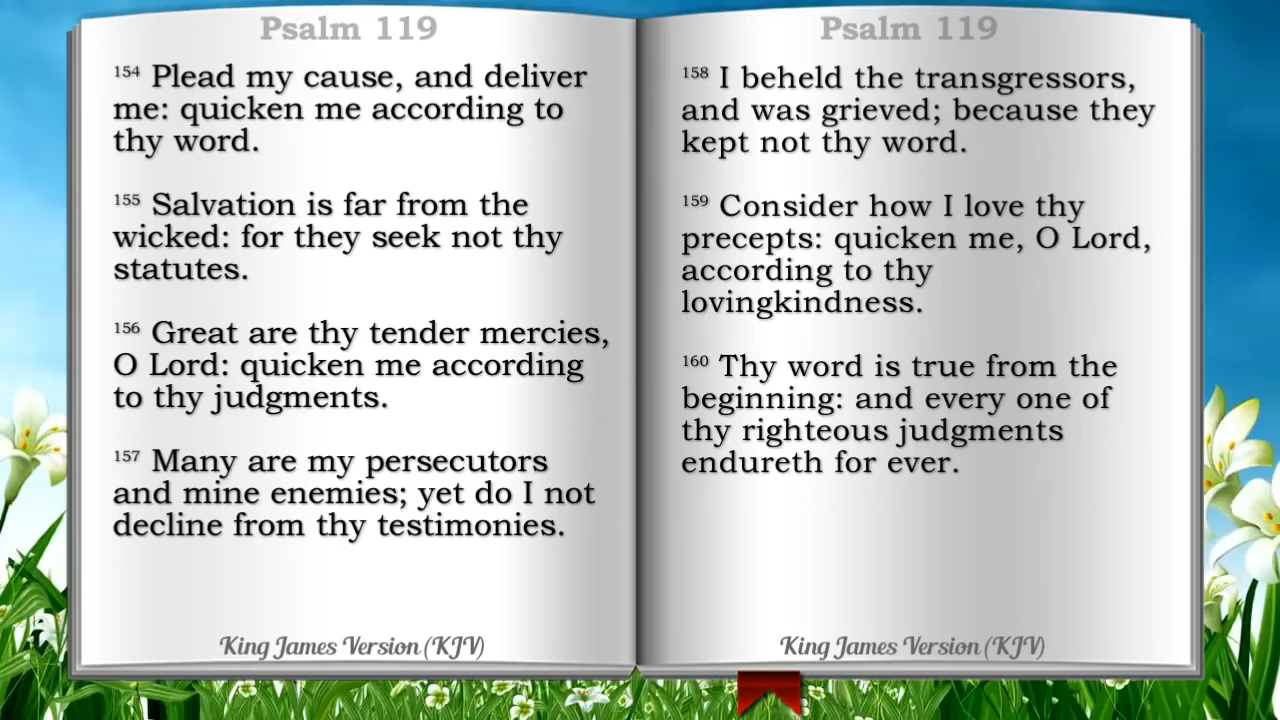 Psalm 119
154 Plead my cause, and deliver
me: quicken me according to
thy word.
155 Salvation is far from the
wicked: for they seek not thy
statutes.
156 Great are thy tender mercies,
O Lord: quicken me according
to thy judgments.
157 Many are my persecutors
and mine enemies; yet do I not
decline from thy testimonies.
King James Version (KJV)
Psalm 119
158 I beheld the transgressors,
and was grieved; because they
kept not thy word.
159 Consider how I love thy
precepts: quicken me, O Lord,
according to thy
lovingkindness.
160 Thy word is true from the
beginning: and every one of
thy righteous judgments
endureth for ever.
King James Version (KJV)